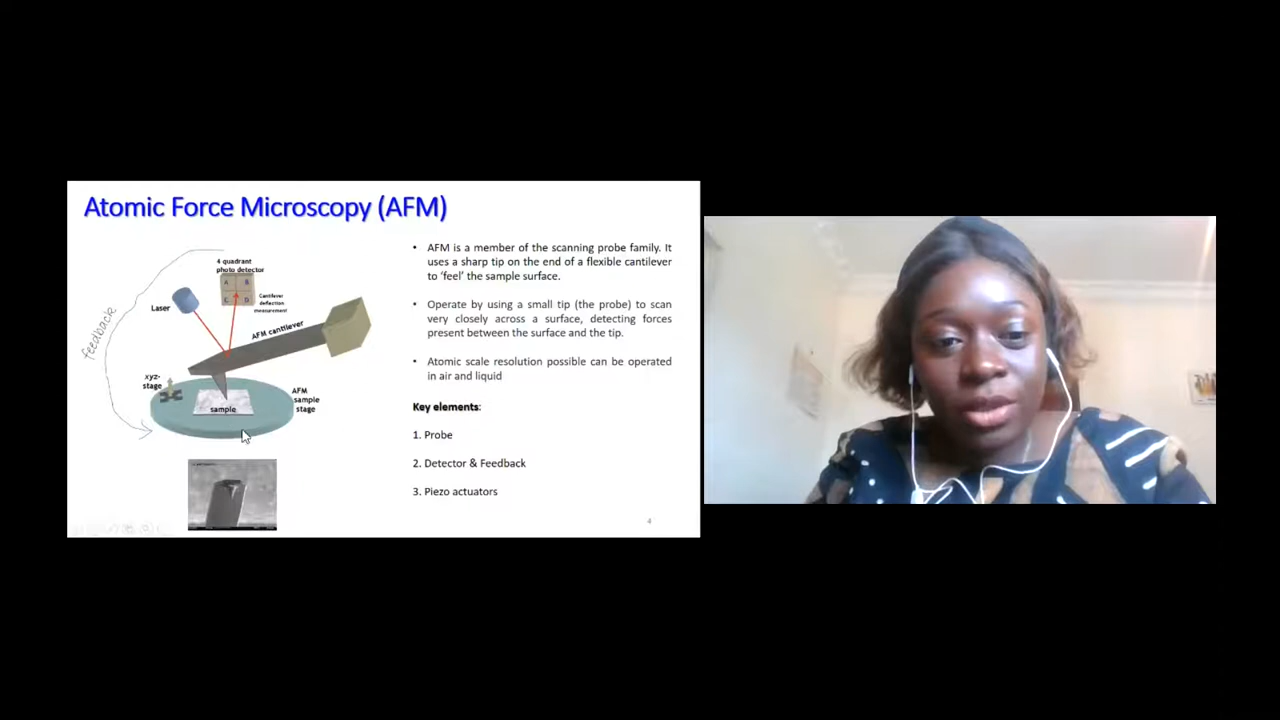 Atomic Force Microscopy (AFM)
4 quadrant
photo detector
A B
C D
Cantilever
deflection
measurement
Laser
feedback
AFM cantilever
xyz-
stage
AFM
sample
stage
sample
• AFM is a member of the scanning probe family. It
uses a sharp tip on the end of a flexible cantilever
to ‘feel’ the sample surface.
• Operate by using a small tip (the probe) to scan
very closely across a surface, detecting forces
present between the surface and the tip.
• Atomic scale resolution possible can be operated
in air and liquid
Key elements:
1. Probe
2. Detector & Feedback
3. Piezo actuators
4